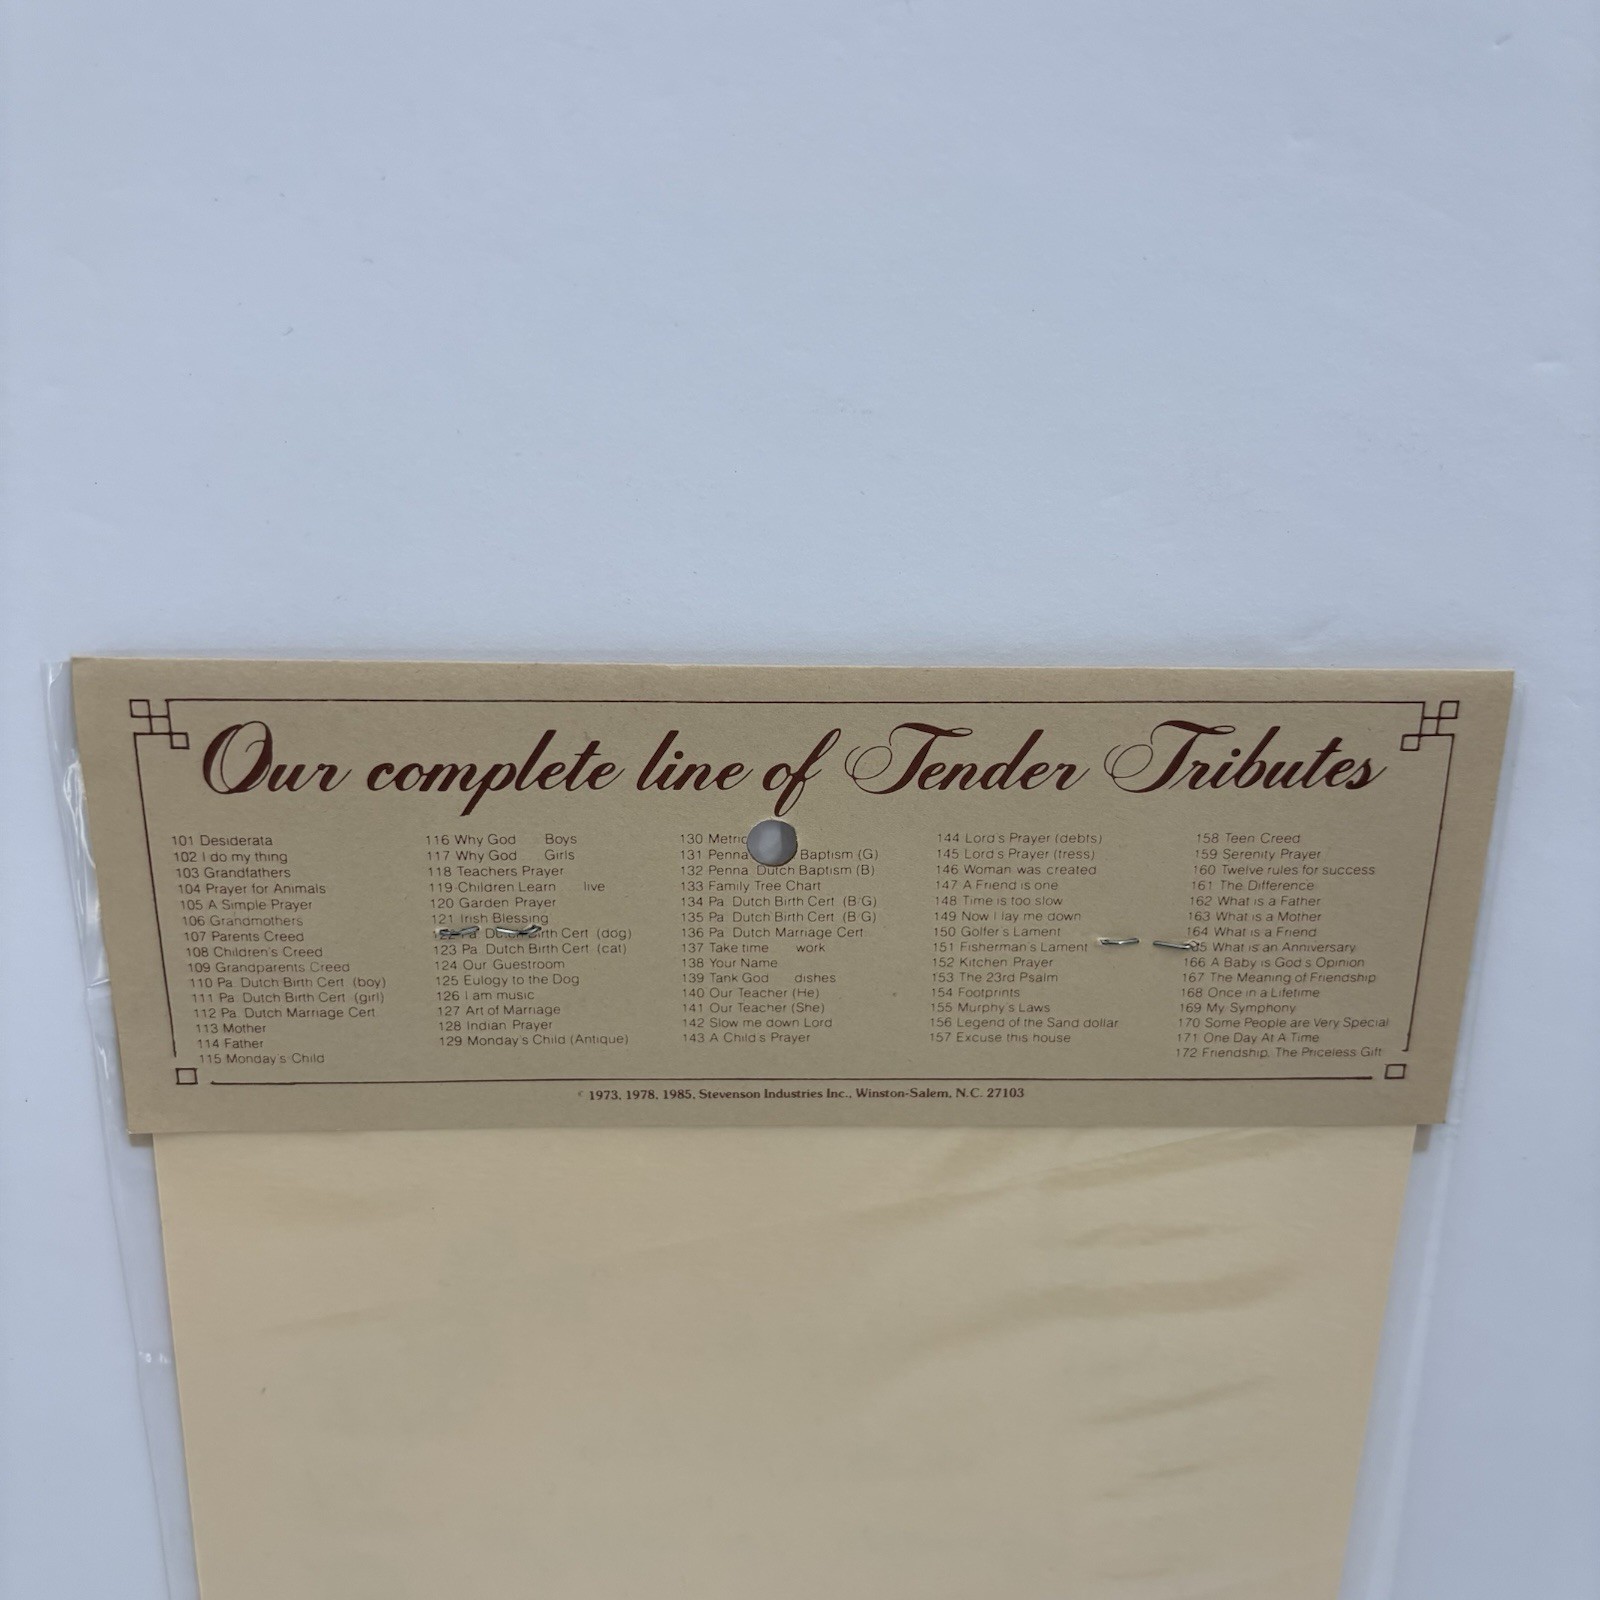 Our complete line of Tender Tributes
101 Desiderata
102 I do my thing
103 Grandfathers
104 Prayer for Animals
105 A Simple Prayer
106 Grandmothers
107 Parents Creed
108 Children's Creed
109 Grandparents Creed
110 Pa Dutch Birth Cert (boy)
111 Pa Dutch Birth Cert (girl)
112 Pa Dutch Marriage Cert
113 Mother
114 Father
115 Monday's Child
116 Why God Boys
117 Why God Girls
118 Teachers Prayer
119 Children Learn live
120 Garden Prayer
121 Irish Blessing
122 Pa Dutch Birth Cert (dog)
123 Pa Dutch Birth Cert (cat)
124 Our Guestroom
125 Eulogy to the Dog
126 I am music
127 Art of Marriage
128 Indian Prayer
129 Monday's Child (Antique)
130 Metric
131 Penna Baptism (G)
132 Penna Dutch Baptism (B)
133 Family Tree Chart
134 Pa Dutch Birth Cert (B/G)
135 Pa Dutch Birth Cert (B/G)
136 Pa Dutch Marriage Cert
137 Take time work
138 Your Name
139 Tank God dishes
140 Our Teacher (He)
141 Our Teacher (She)
142 Slow me down Lord
143 A Child's Prayer
144 Lord's Prayer (debts)
145 Lord's Prayer (tress)
146 Woman was created
147 A Friend is one
148 Time is too slow
149 Now I lay me down
150 Golfer's Lament
151 Fisherman's Lament
152 Kitchen Prayer
153 The 23rd Psalm
154 Footprints
155 Murphy's Laws
156 Legend of the Sand dollar
157 Excuse this house
158 Teen Creed
159 Serenity Prayer
160 Twelve rules for success
161 The Difference
162 What is a Father
163 What is a Mother
164 What is a Friend
165 What is an Anniversary
166 A Baby is God's Opinion
167 The Meaning of Friendship
168 Once in a Lifetime
169 My Symphony
170 Some People are Very Special
171 One Day At A Time
172 Friendship, The Priceless Gift
© 1973, 1978, 1985, Stevenson Industries Inc., Winston-Salem, N.C. 27103